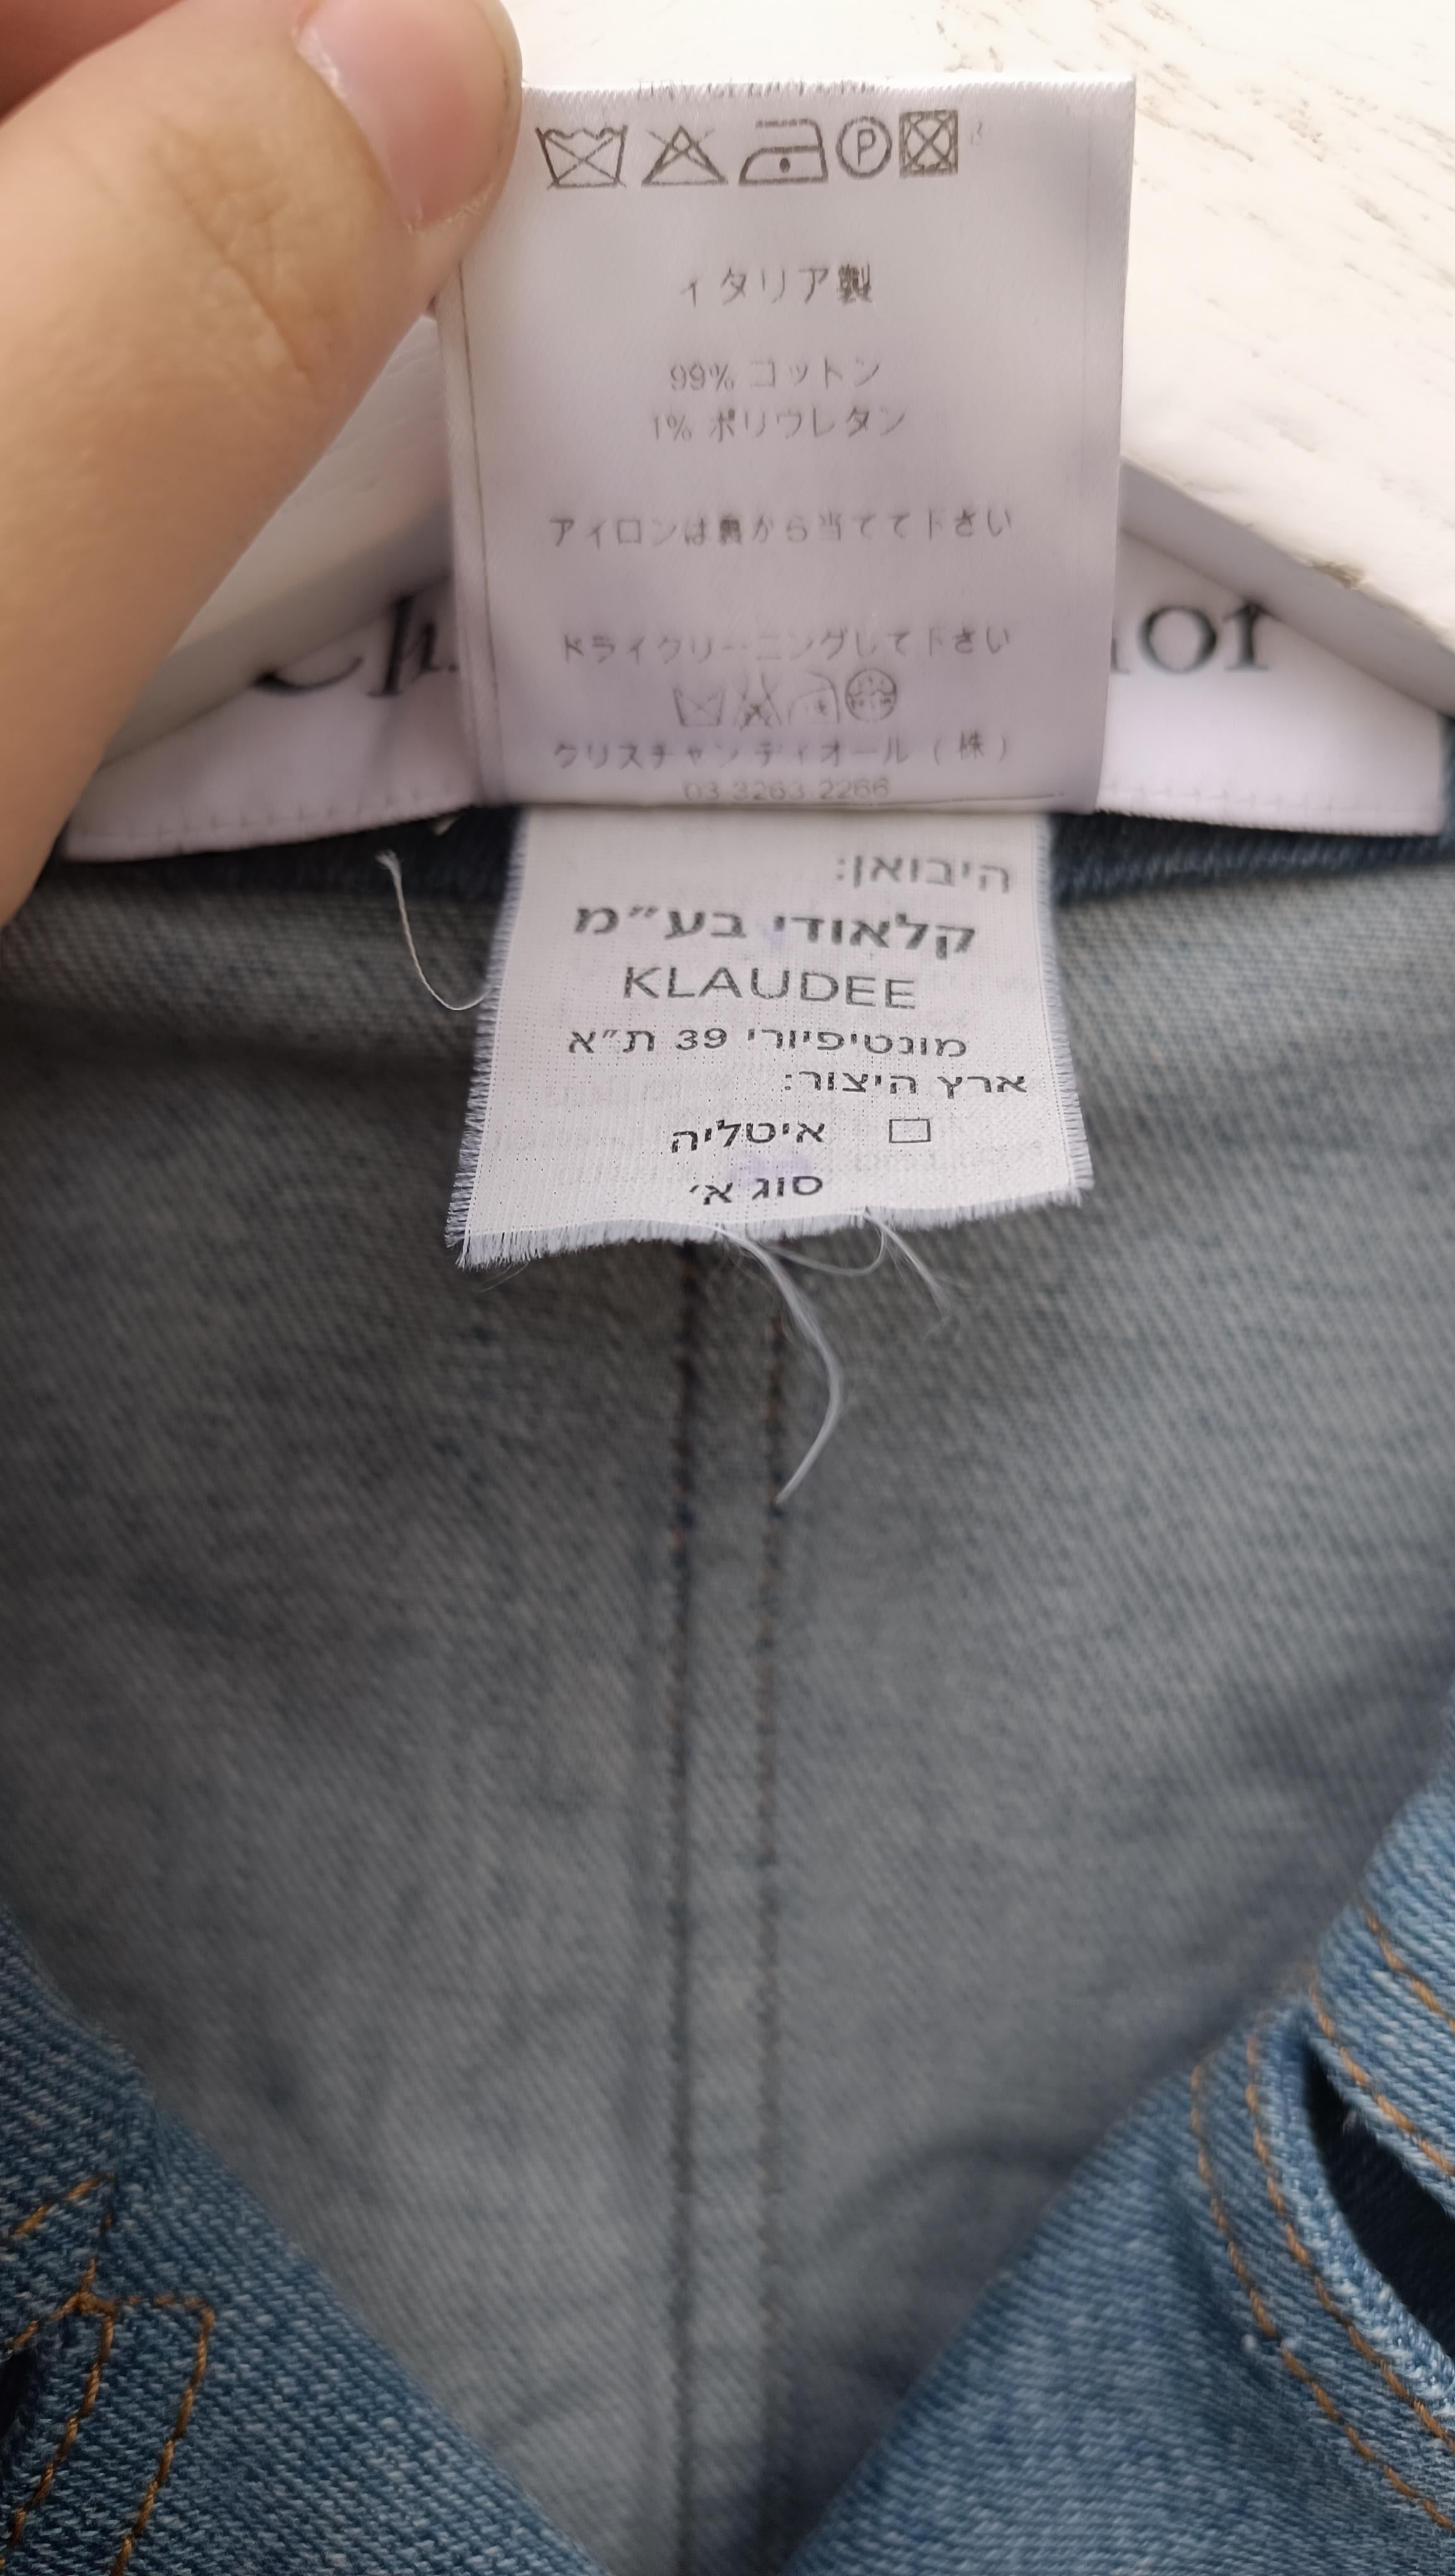 イタリア製
99% コットン
1% ポリウレタン
アイロンは裏から当てて下さい
ドライクリーニングして下さい
クリスチャン ディオール (株)
03 3263 2266
היבואן:
קלאודי בע"מ
KLAUDEE
מונטיפיורי 39 ת"א
ארץ היצור:
איטליה
סוג א'